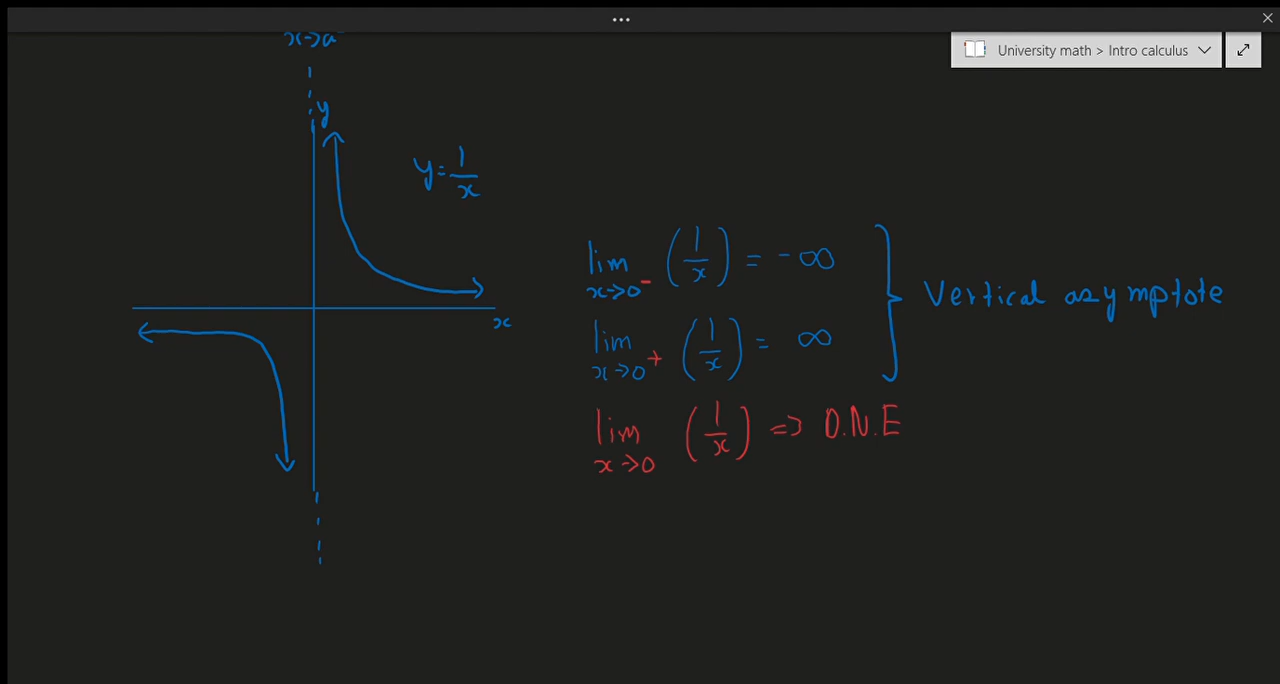 University math > Intro calculus
x→a
y
y = 1/x
x
lim x→0⁻ (1/x) = -∞
lim x→0⁺ (1/x) = ∞
Vertical asymptote
lim x→0 (1/x) => D.N.E